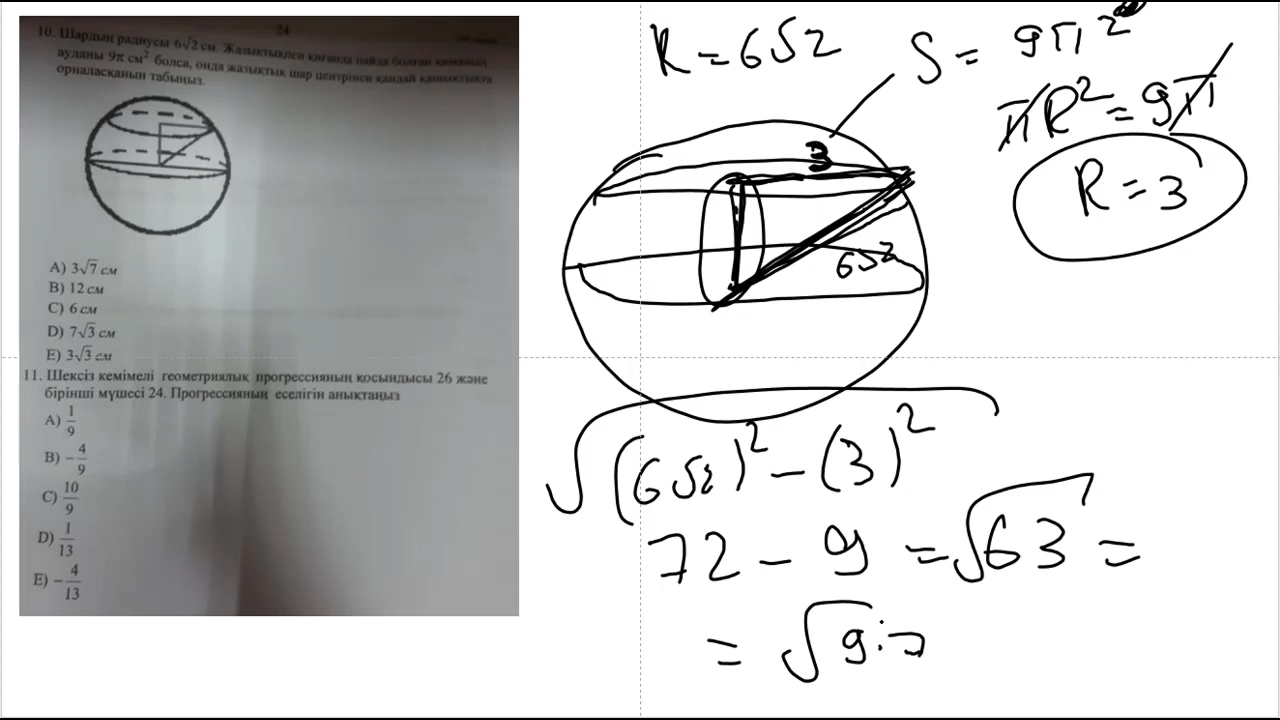 24
10. Шардың радиусы 6√2 см. Жазықтықпен қиғанда пайда болған қиманың
ауданы 9π см² болса, онда жазықтық шар центрінен қандай қашықтықта
орналасқанын табыңыз.
A) 3√7 см
B) 12 см
C) 6 см
D) 7√3 см
E) 3√3 см
11. Шексіз кемімелі геометриялық прогрессияның қосындысы 26 және
бірінші мүшесі 24. Прогрессияның еселігін анықтаңыз
A) 1/9
B) -4/9
C) 10/9
D) 1/13
E) -4/13
R = 6√2
S = 9π²
πR² = 9π
R = 3
3
6√2
√(6√2)² - (3)²
72 - 9 = √63 =
= √9·7